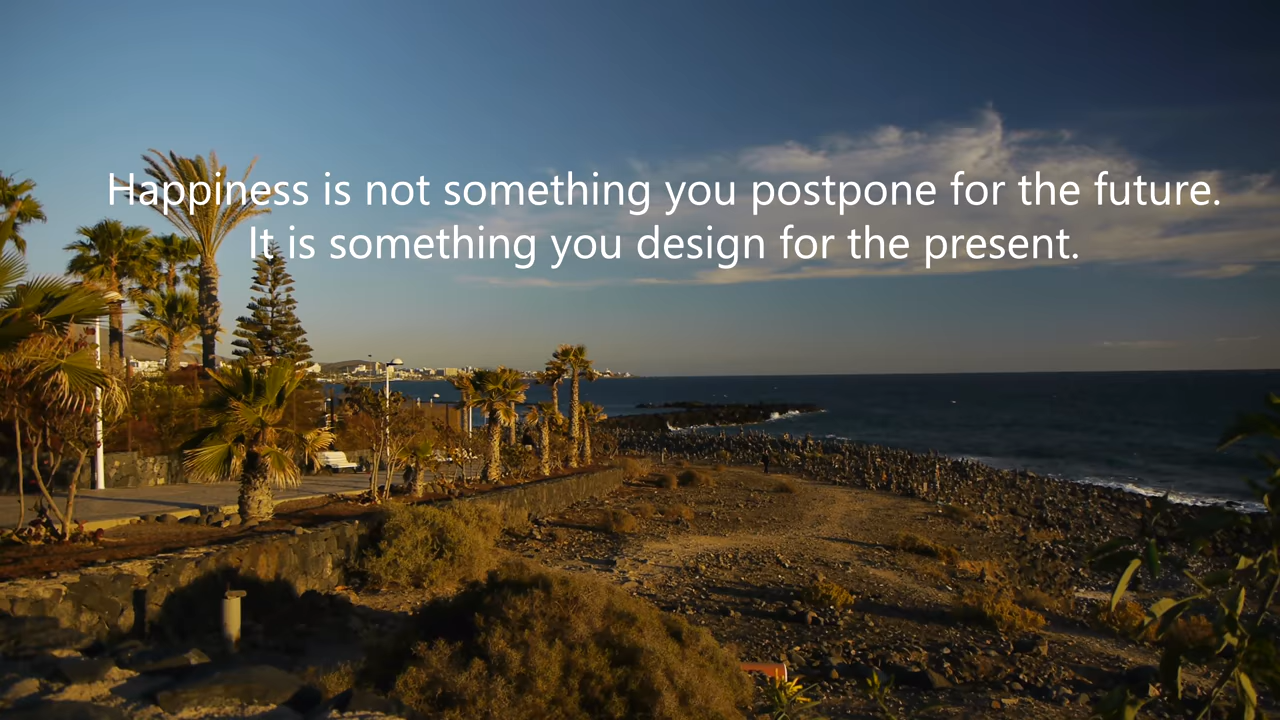 Happiness is not something you postpone for the future.
It is something you design for the present.